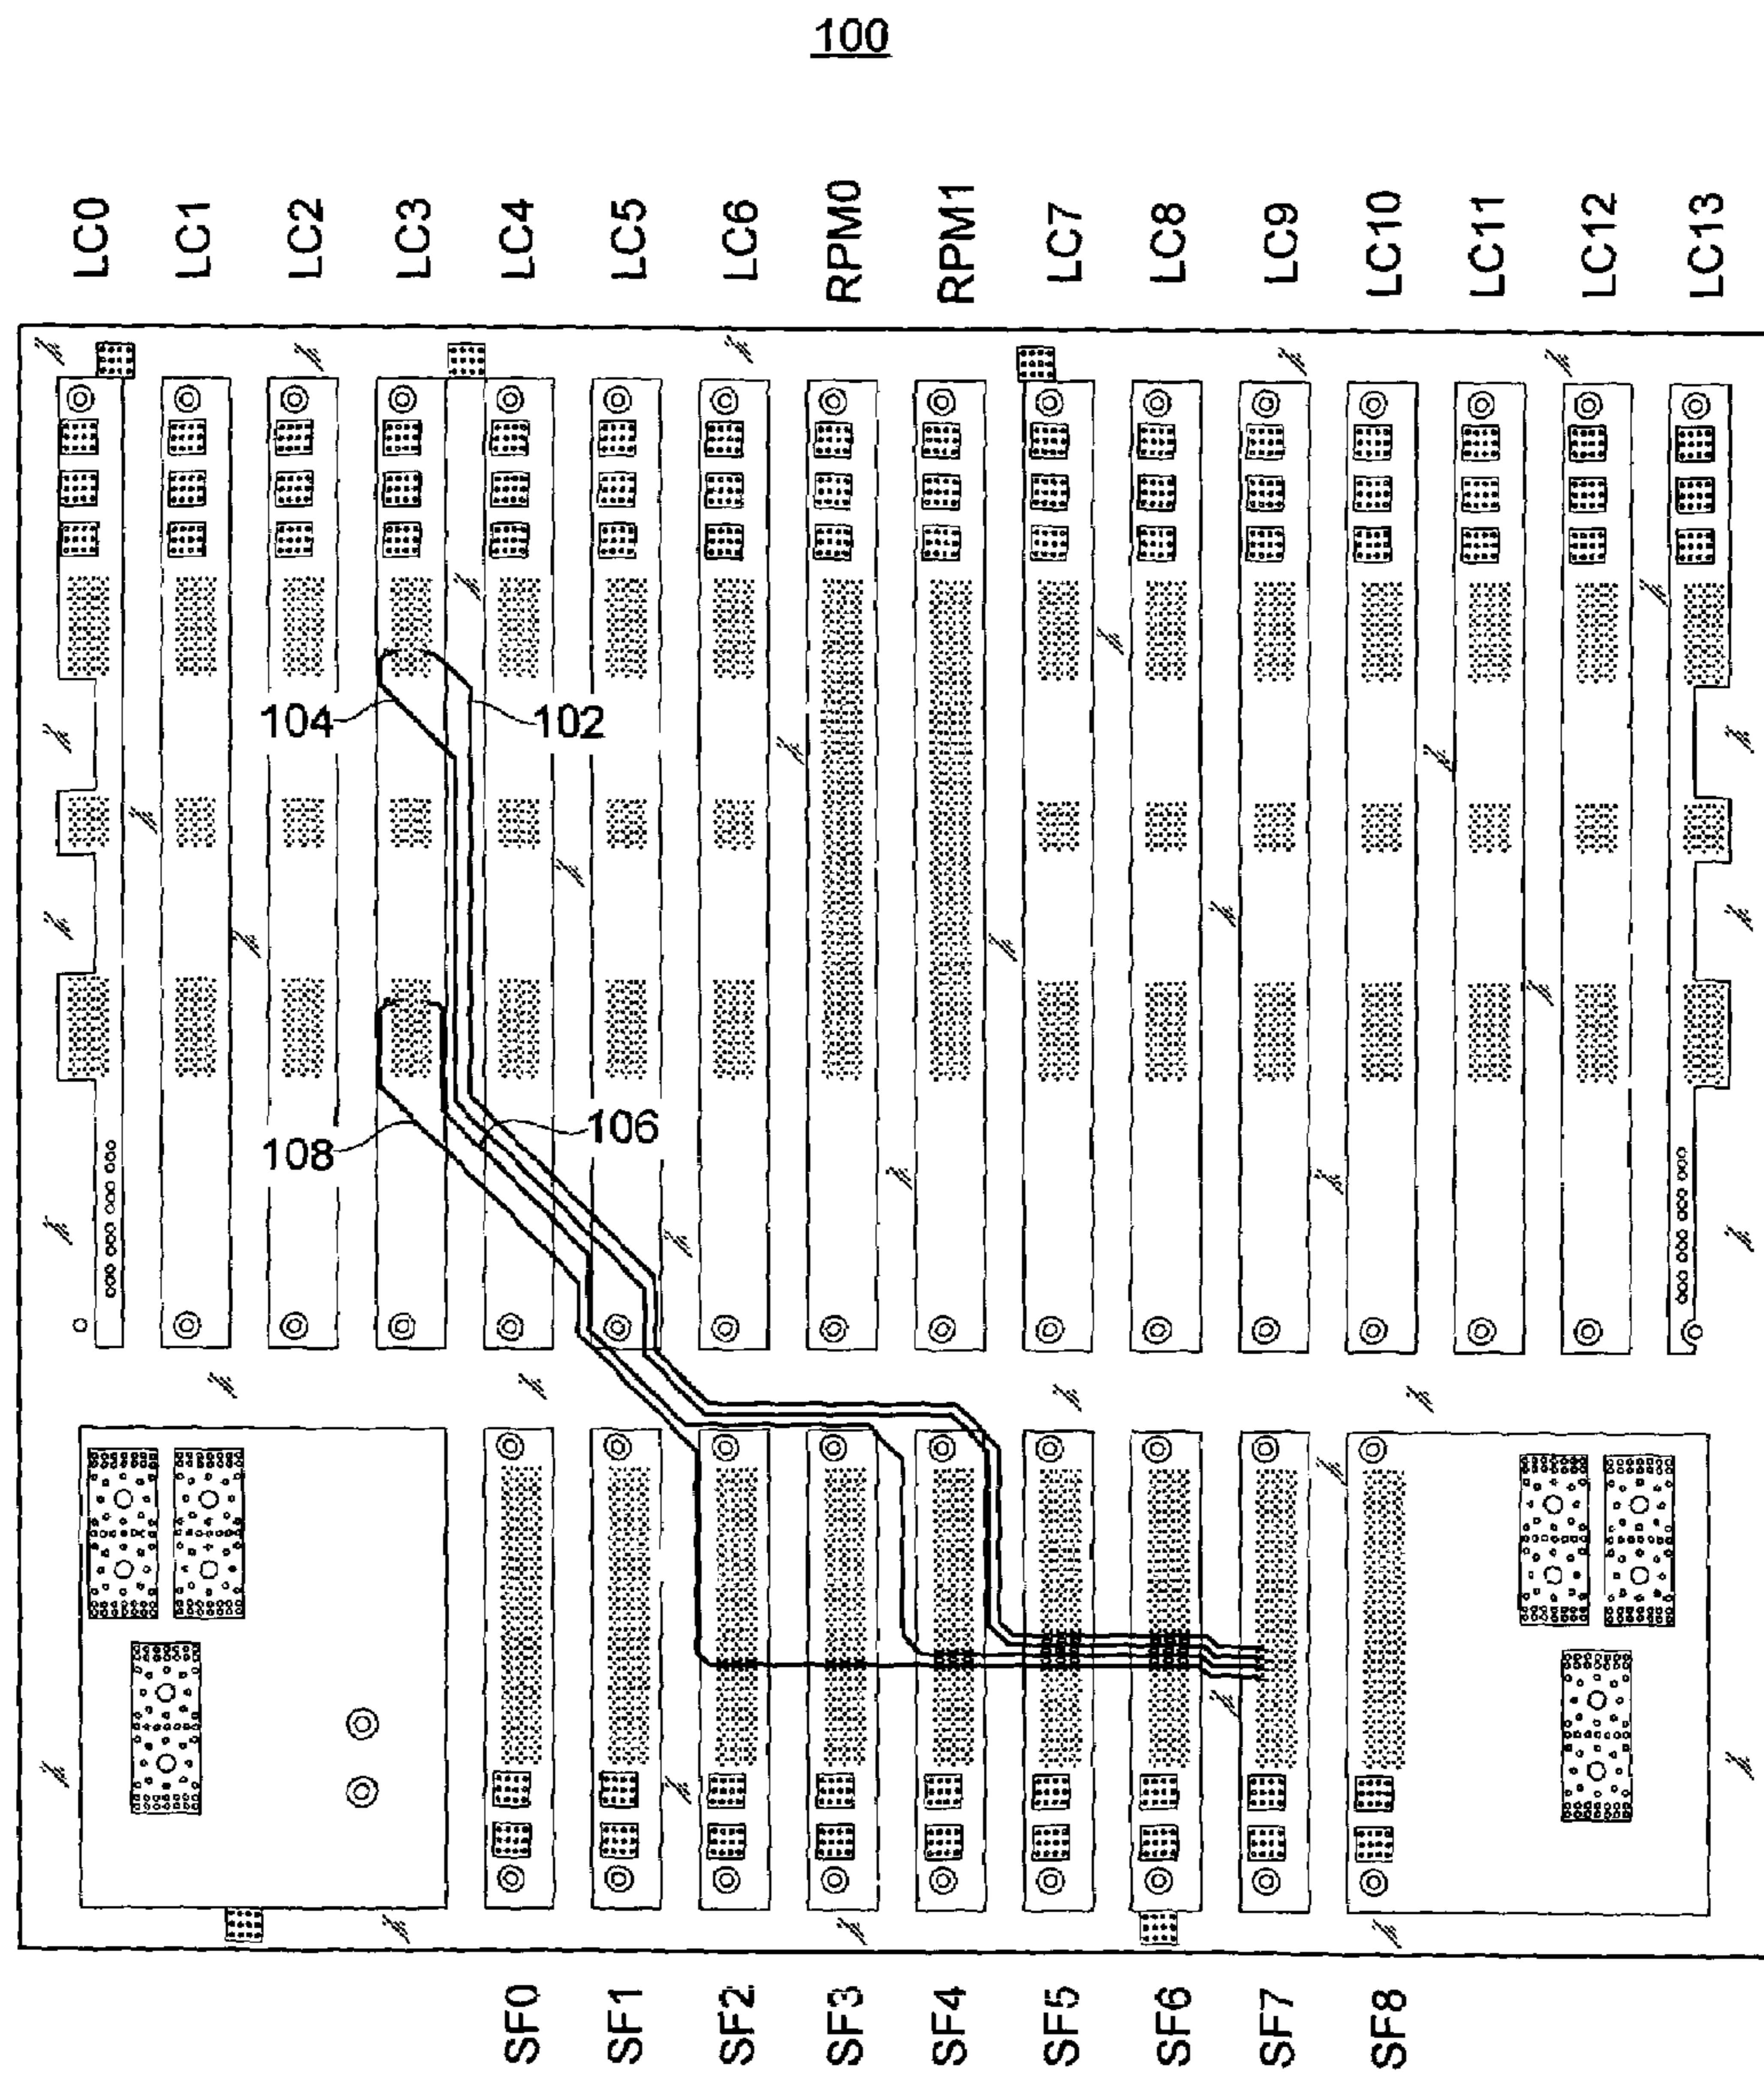 100
LC0
LC1
LC2
LC3
LC4
LC5
LC6
RPM0
RPM1
LC7
LC8
LC9
LC10
LC11
LC12
LC13
104
102
106
108
SF0
SF1
SF2
SF3
SF4
SF5
SF6
SF7
SF8